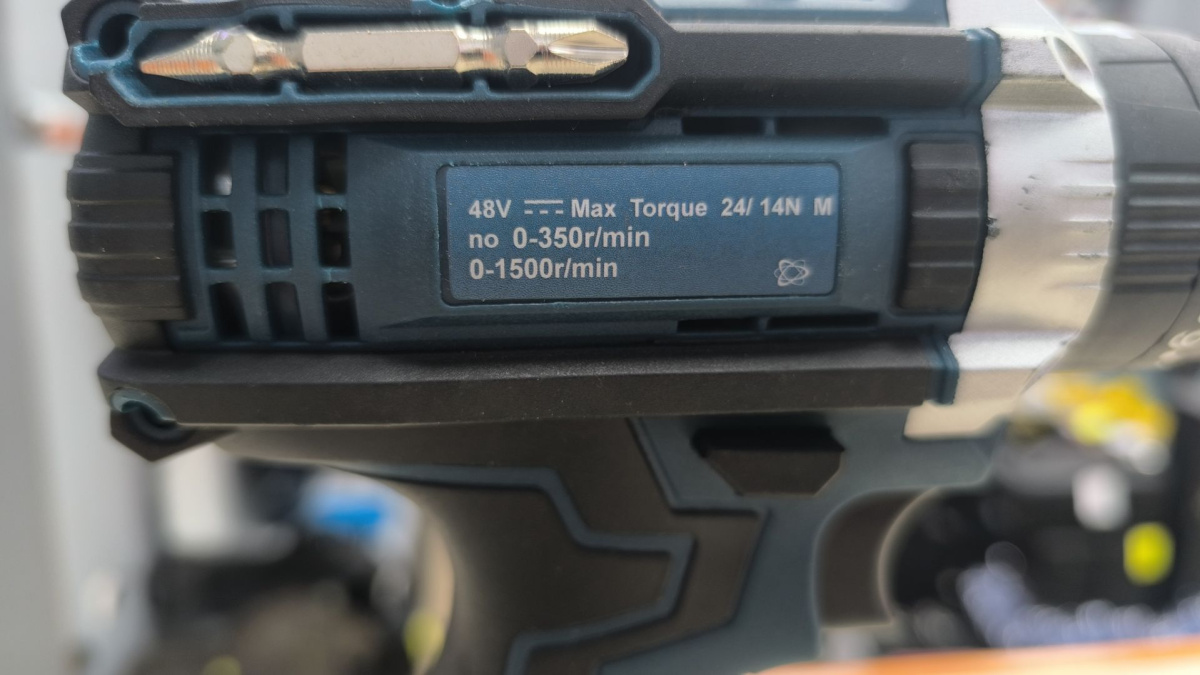 48V ⎓ Max Torque 24/ 14N M
no 0-350r/min
0-1500r/min